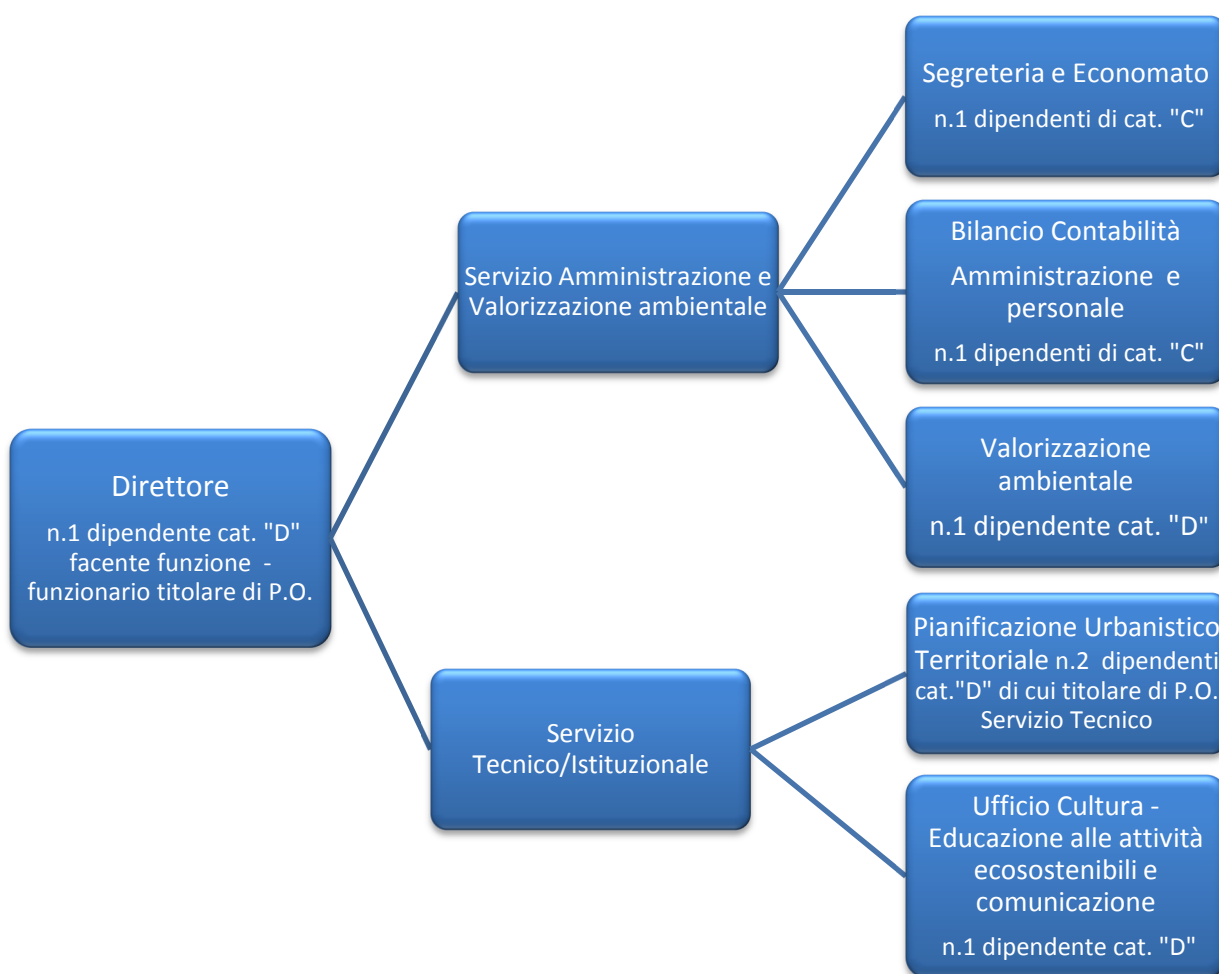 Direttore
n.1 dipendente cat. "D"
facente funzione -
funzionario titolare di P.O.
Servizio Amministrazione e
Valorizzazione ambientale
Segreteria e Economato
n.1 dipendenti di cat. "C"
Bilancio Contabilità
Amministrazione e
personale
n.1 dipendenti di cat. "C"
Valorizzazione
ambientale
n.1 dipendente cat. "D"
Servizio
Tecnico/Istituzionale
Pianificazione Urbanistico
Territoriale n.2 dipendenti
cat."D" di cui titolare di P.O.
Servizio Tecnico
Ufficio Cultura -
Educazione alle attività
ecosostenibili e
comunicazione
n.1 dipendente cat. "D"